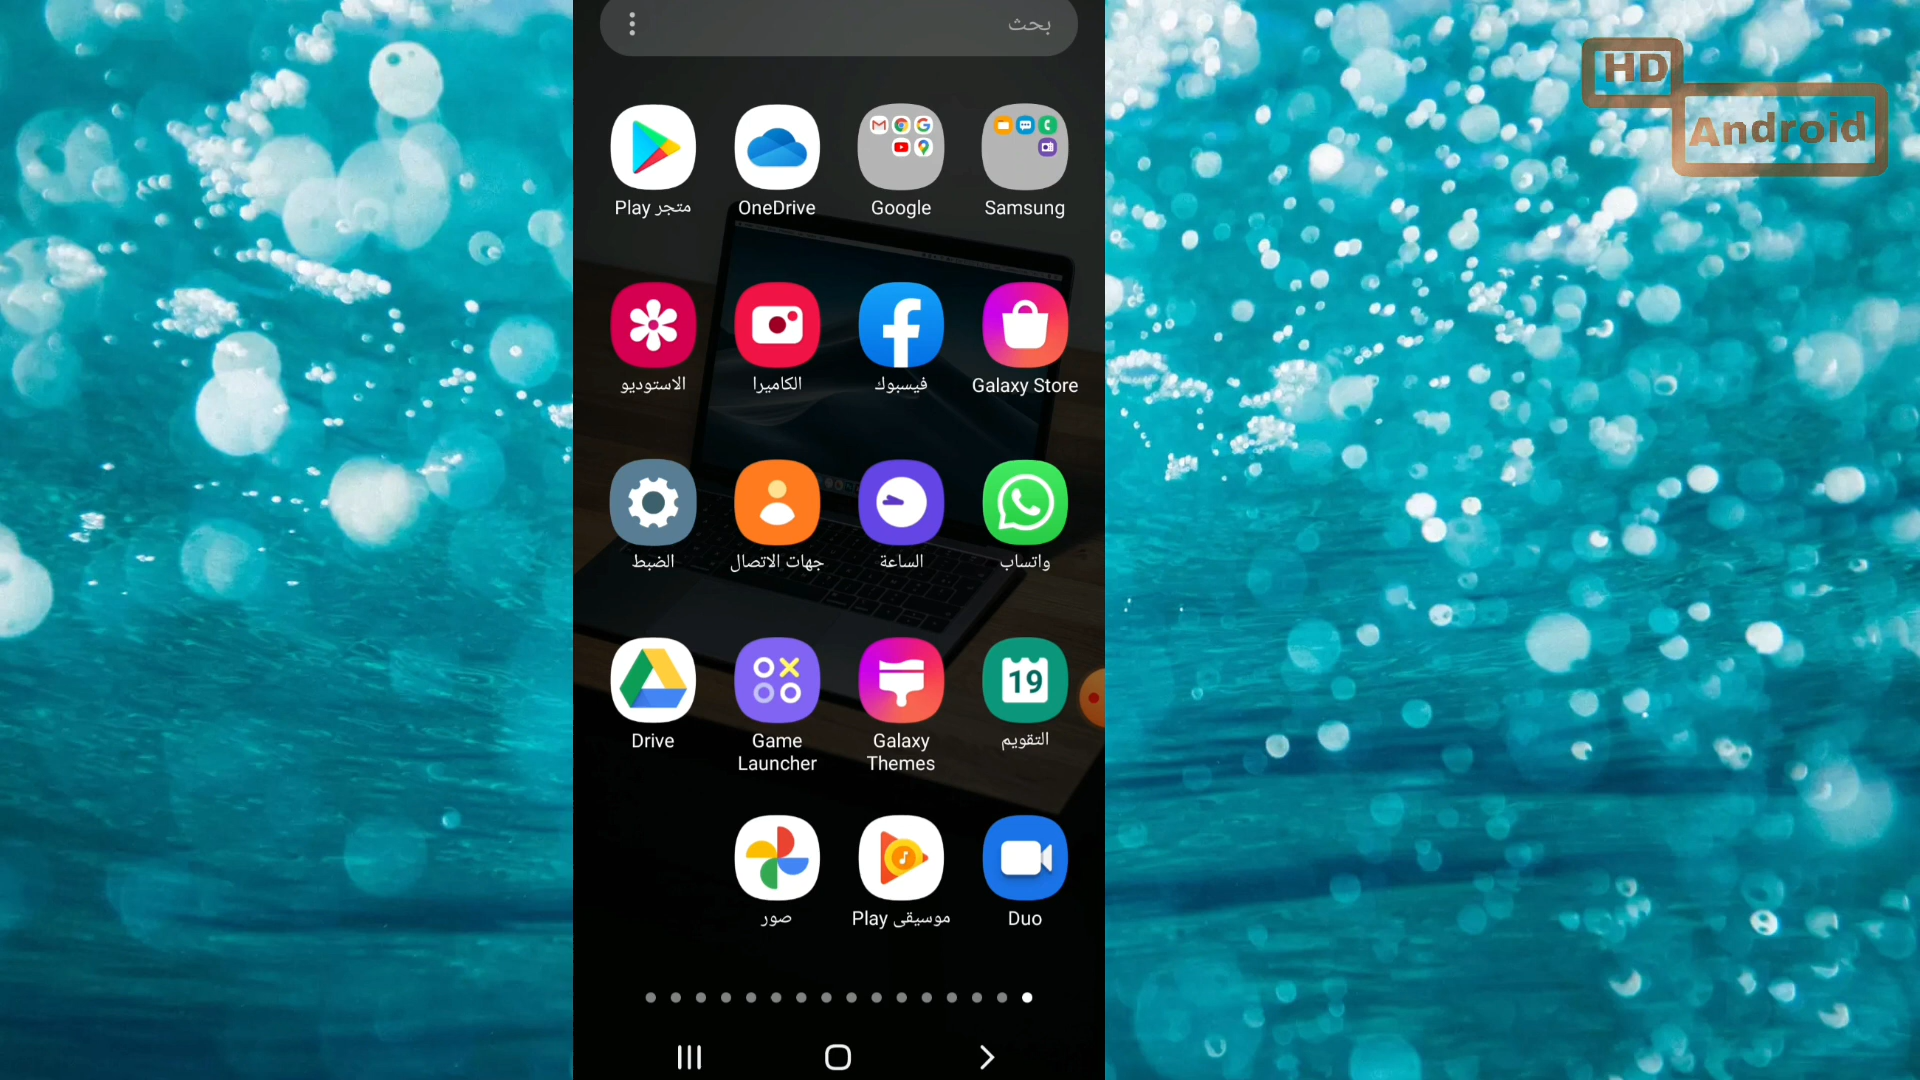 بحث
HD
Android
Samsung
Google
OneDrive
متجر Play
Galaxy Store
فيسبوك
الكاميرا
الاستوديو
واتساب
الساعة
جهات الاتصال
الضبط
19
التقويم
Galaxy
Themes
Game
Launcher
Drive
Duo
موسيقى Play
صور